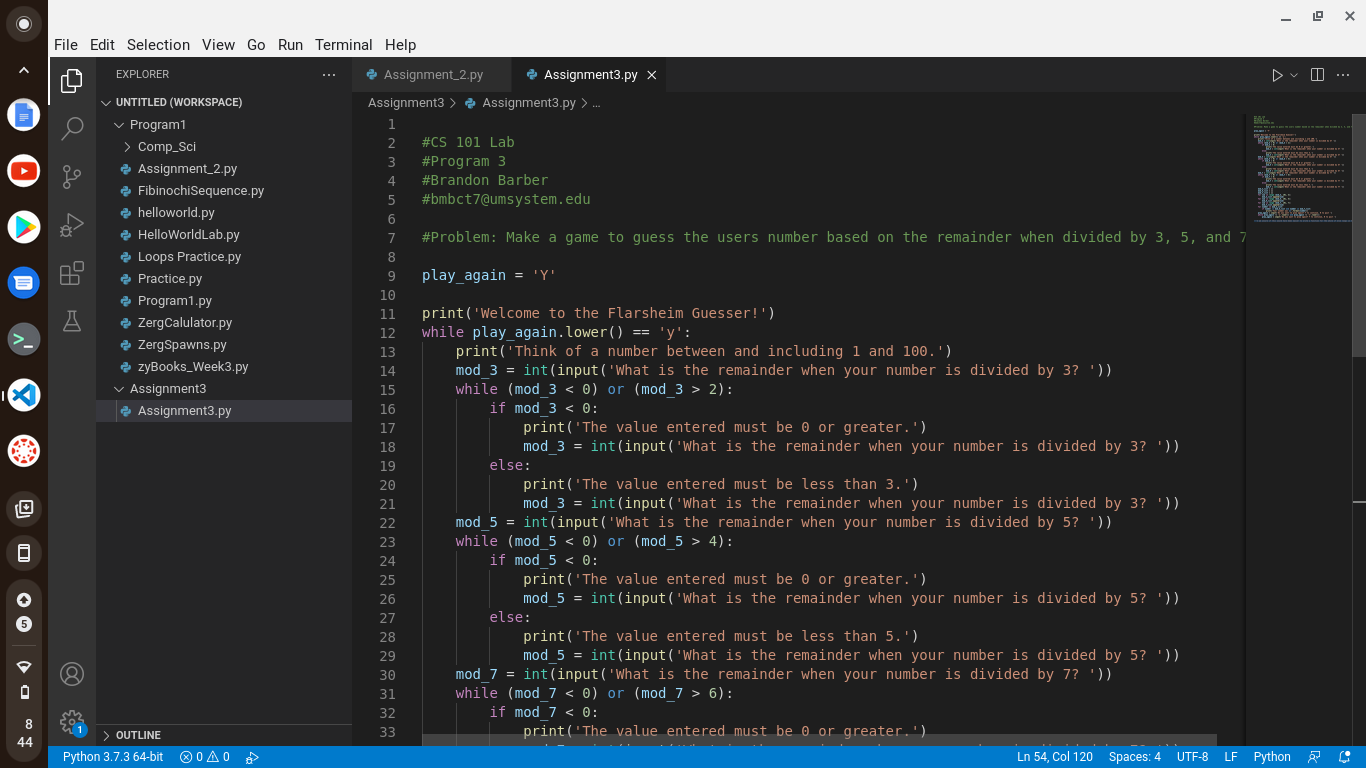 File Edit Selection View Go Run Terminal Help
EXPLORER
UNTITLED (WORKSPACE)
Program1
Comp_Sci
Assignment_2.py
FibinochiSequence.py
helloworld.py
HelloWorldLab.py
Loops Practice.py
Practice.py
Program1.py
ZergCalulator.py
ZergSpawns.py
zyBooks_Week3.py
Assignment3
Assignment3.py
OUTLINE
Assignment_2.py
Assignment3.py
Assignment3 > Assignment3.py > ...
1
2 #CS 101 Lab
3 #Program 3
4 #Brandon Barber
5 #bmbct7@umsystem.edu
6
7 #Problem: Make a game to guess the users number based on the remainder when divided by 3, 5, and 7
8
9 play_again = 'Y'
10
11 print('Welcome to the Flarsheim Guesser!')
12 while play_again.lower() == 'y':
13     print('Think of a number between and including 1 and 100.')
14     mod_3 = int(input('What is the remainder when your number is divided by 3? '))
15     while (mod_3 < 0) or (mod_3 > 2):
16         if mod_3 < 0:
17             print('The value entered must be 0 or greater.')
18             mod_3 = int(input('What is the remainder when your number is divided by 3? '))
19         else:
20             print('The value entered must be less than 3.')
21             mod_3 = int(input('What is the remainder when your number is divided by 3? '))
22     mod_5 = int(input('What is the remainder when your number is divided by 5? '))
23     while (mod_5 < 0) or (mod_5 > 4):
24         if mod_5 < 0:
25             print('The value entered must be 0 or greater.')
26             mod_5 = int(input('What is the remainder when your number is divided by 5? '))
27         else:
28             print('The value entered must be less than 5.')
29             mod_5 = int(input('What is the remainder when your number is divided by 5? '))
30     mod_7 = int(input('What is the remainder when your number is divided by 7? '))
31     while (mod_7 < 0) or (mod_7 > 6):
32         if mod_7 < 0:
33             print('The value entered must be 0 or greater.')
5
8
44
1
Python 3.7.3 64-bit 0 0 Ln 54, Col 120 Spaces: 4 UTF-8 LF Python